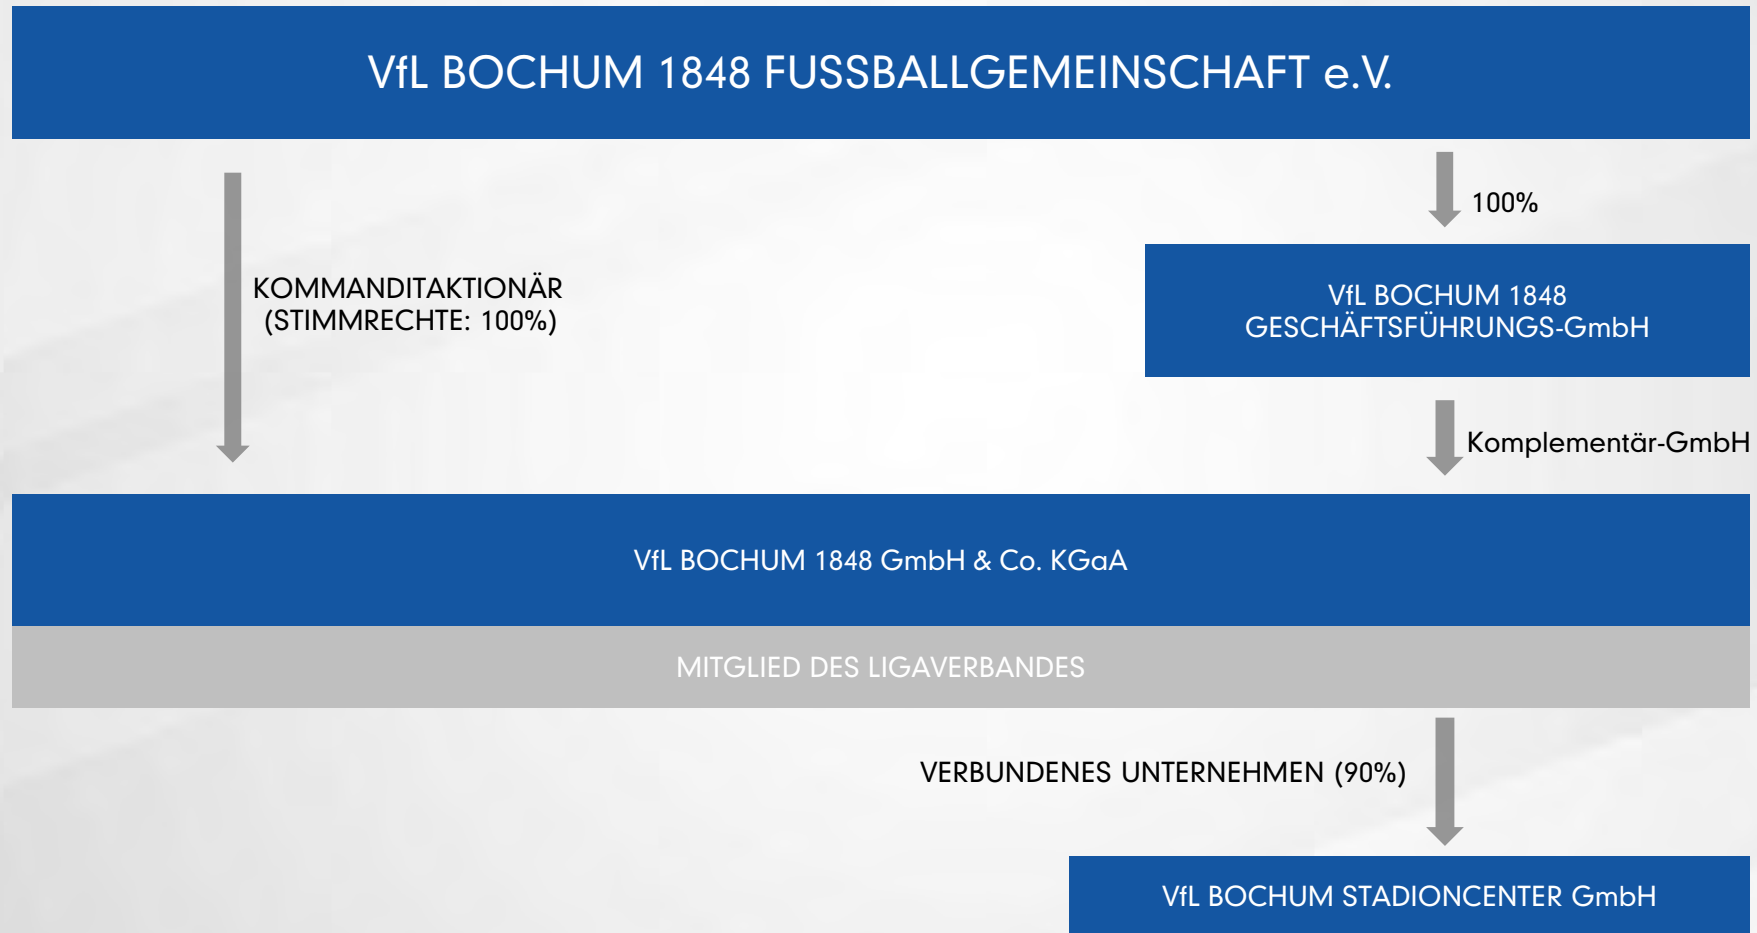 VfL BOCHUM 1848 FUSSBALLGEMEINSCHAFT e.V.
100%
KOMMANDITAKTIONÄR
(STIMMRECHTE: 100%)
VfL BOCHUM 1848
GESCHÄFTSFÜHRUNGS-GmbH
Komplementär-GmbH
VfL BOCHUM 1848 GmbH & Co. KGaA
MITGLIED DES LIGAVERBANDES
VERBUNDENES UNTERNEHMEN (90%)
VfL BOCHUM STADIONCENTER GmbH